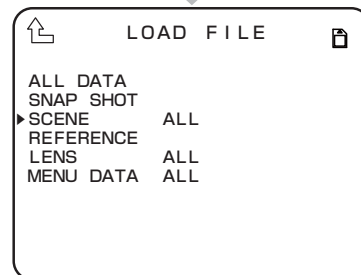 LOAD FILE
ALL DATA
SNAP SHOT
SCENE ALL
REFERENCE
LENS ALL
MENU DATA ALL